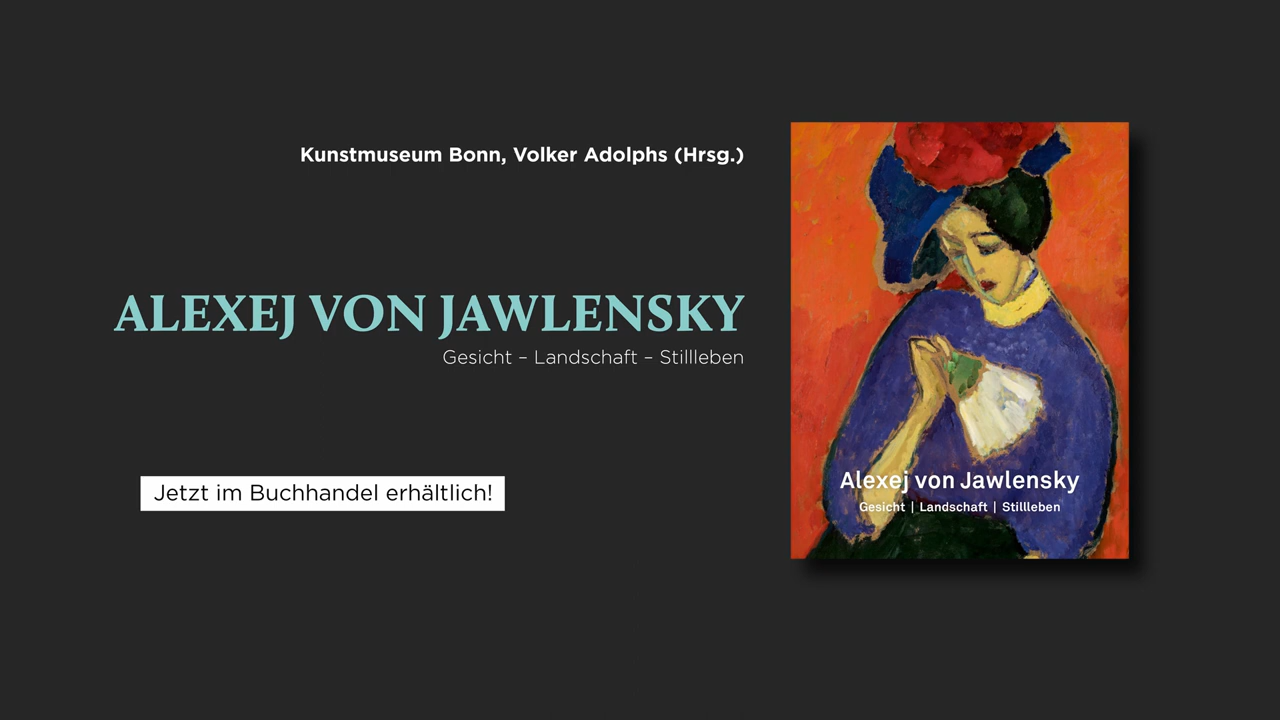 Kunstmuseum Bonn, Volker Adolphs (Hrsg.)
ALEXEJ VON JAWLENSKY
Gesicht – Landschaft – Stillleben
Jetzt im Buchhandel erhältlich!
Alexej von Jawlensky
Gesicht | Landschaft | Stillleben